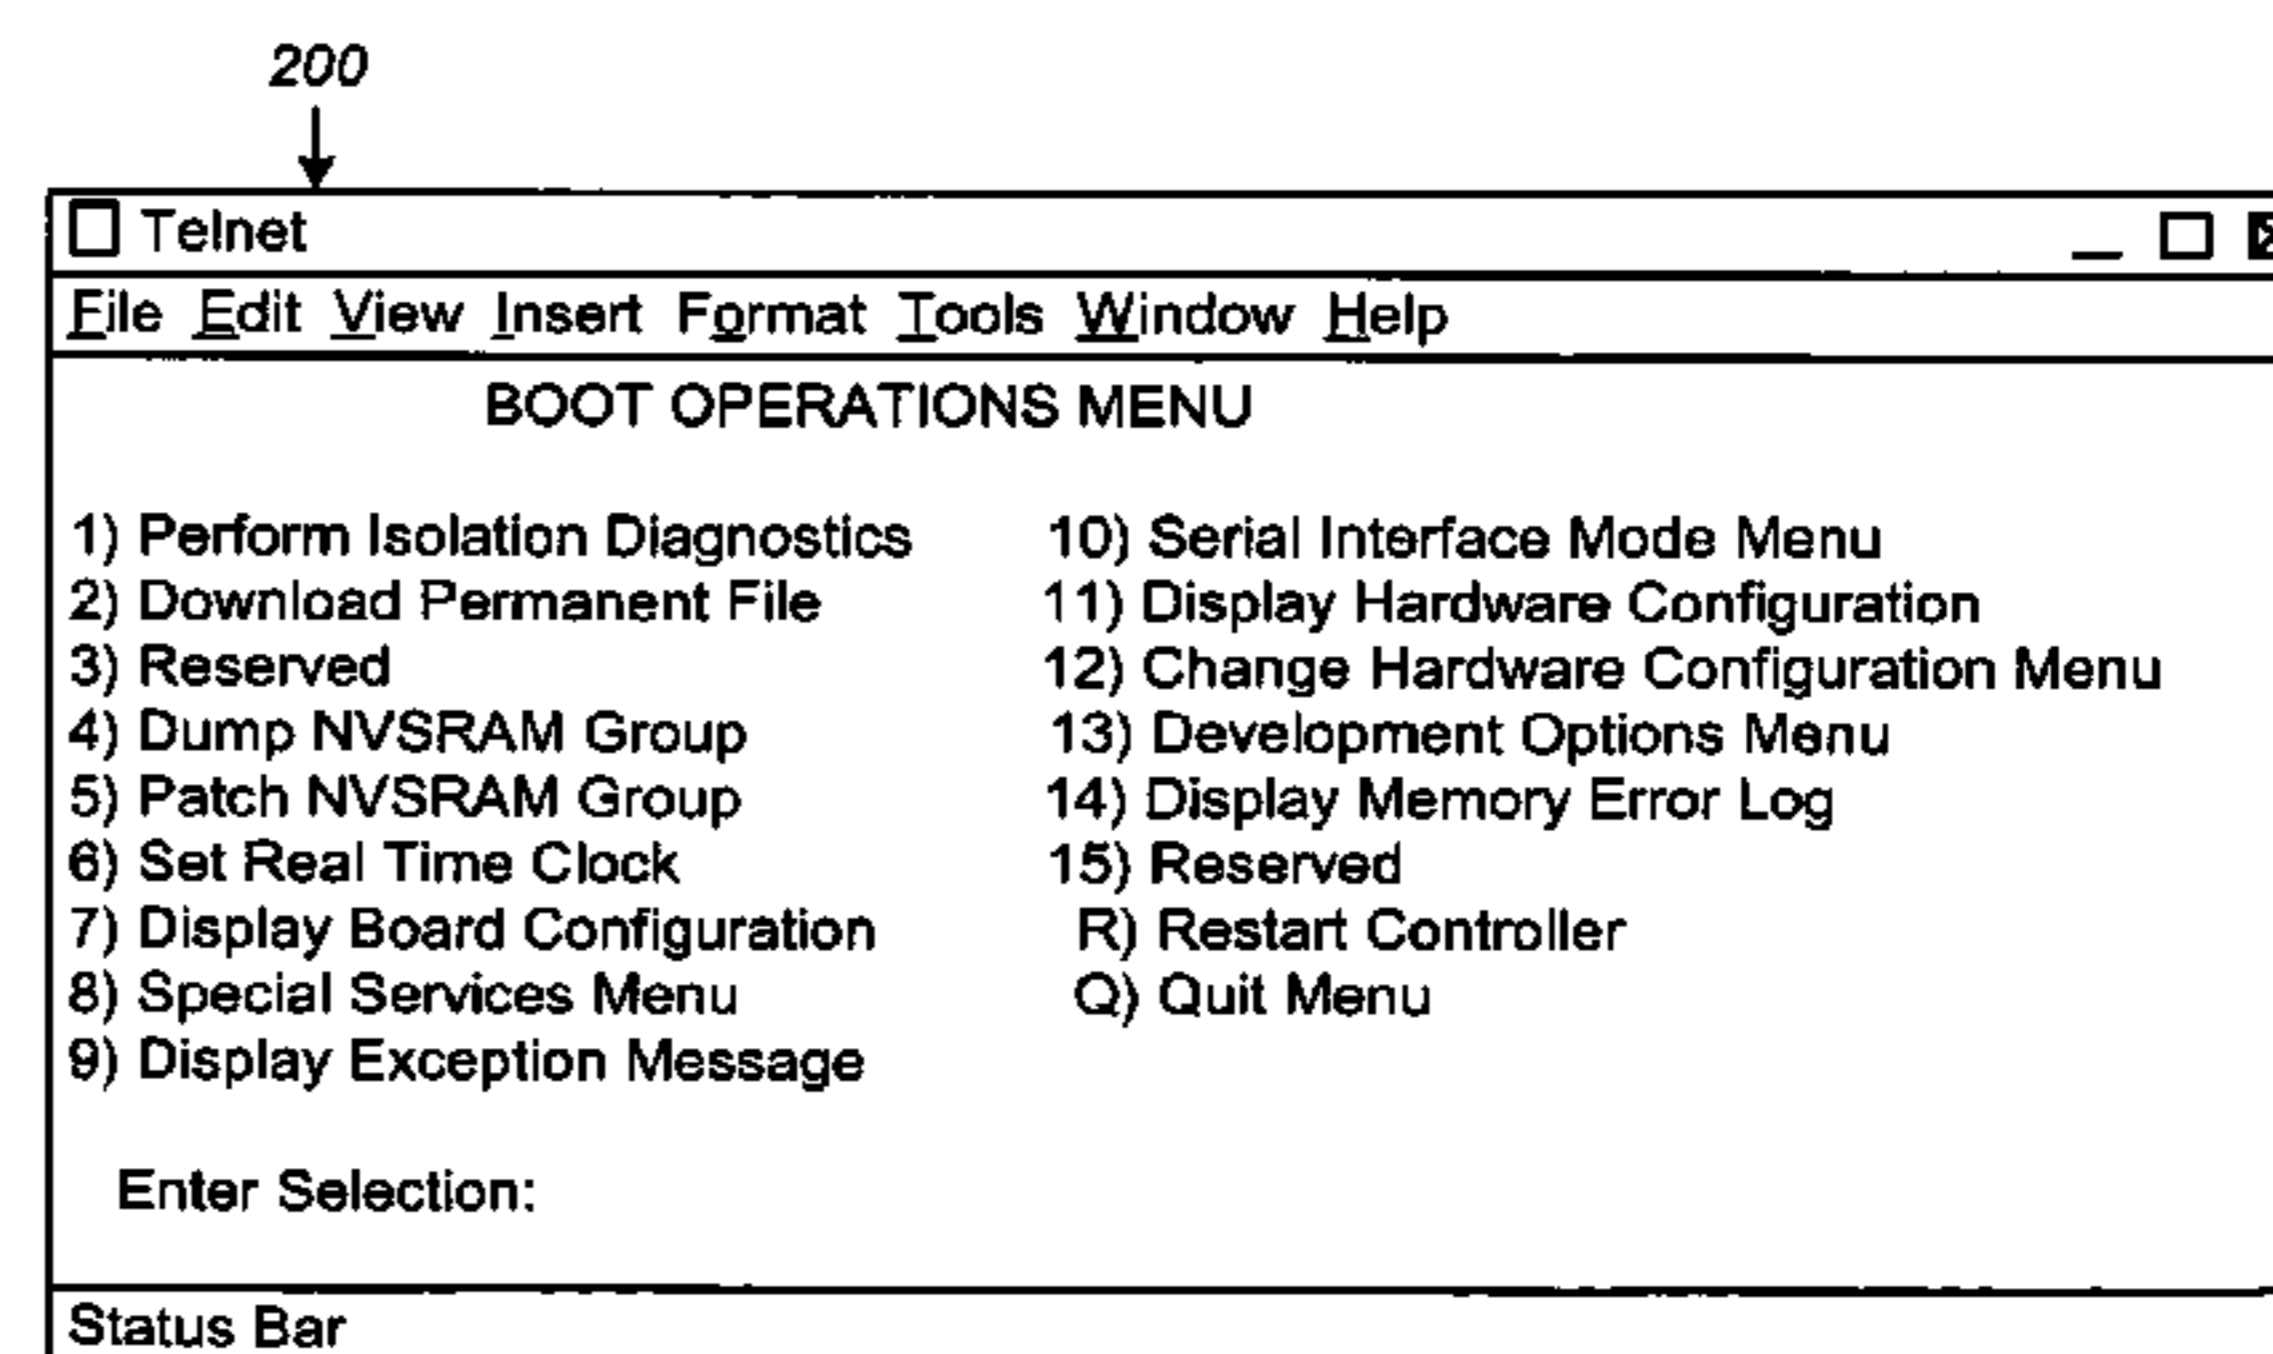 200
Telnet
File Edit View Insert Format Tools Window Help
BOOT OPERATIONS MENU
1) Perform Isolation Diagnostics
2) Download Permanent File
3) Reserved
4) Dump NVSRAM Group
5) Patch NVSRAM Group
6) Set Real Time Clock
7) Display Board Configuration
8) Special Services Menu
9) Display Exception Message
10) Serial Interface Mode Menu
11) Display Hardware Configuration
12) Change Hardware Configuration Menu
13) Development Options Menu
14) Display Memory Error Log
15) Reserved
R) Restart Controller
Q) Quit Menu
Enter Selection:
Status Bar